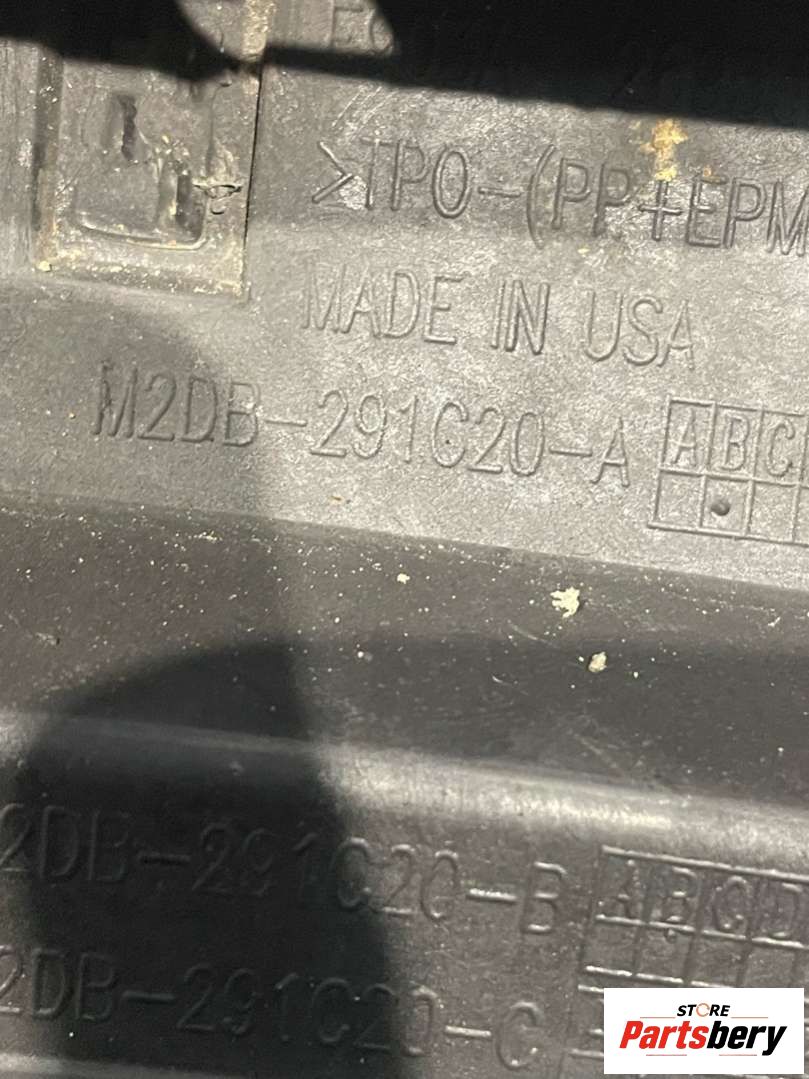 >TPO-(PP+EPM
MADE IN USA
M2DB-291C20-A A B C
2DB-291C20-B A B C D
2DB-291C20-C
STORE
Partsbery